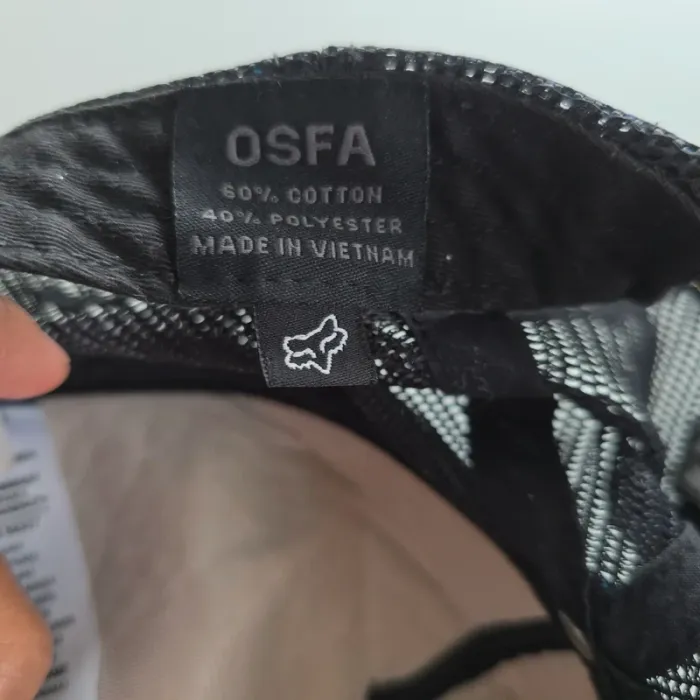 OSFA
60% COTTON
40% POLYESTER
MADE IN VIETNAM